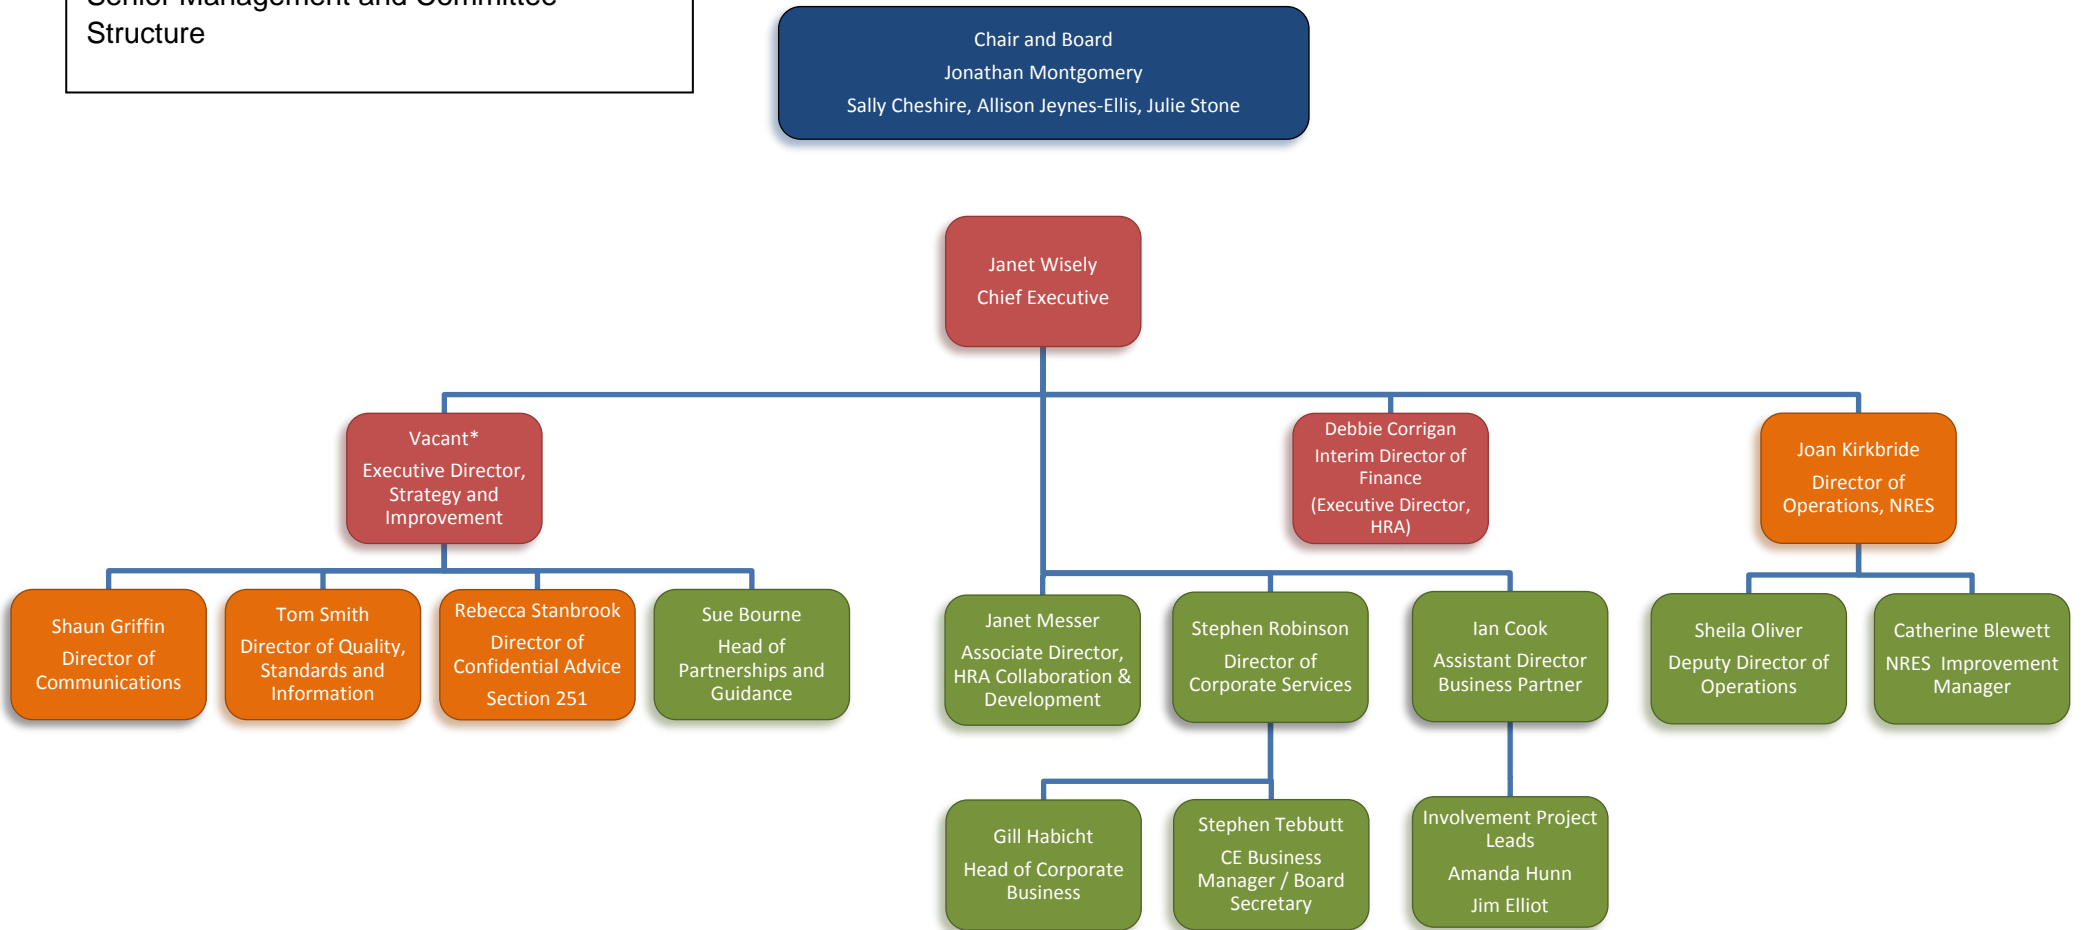 Senior Management and Committee
Structure
Chair and Board
Jonathan Montgomery
Sally Cheshire, Allison Jeynes-Ellis, Julie Stone
Janet Wisely
Chief Executive
Vacant*
Executive Director,
Strategy and
Improvement
Debbie Corrigan
Interim Director of
Finance
(Executive Director,
HRA)
Joan Kirkbride
Director of
Operations, NRES
Shaun Griffin
Director of
Communications
Tom Smith
Director of Quality,
Standards and
Information
Rebecca Stanbrook
Director of
Confidential Advice
Section 251
Sue Bourne
Head of
Partnerships and
Guidance
Janet Messer
Associate Director,
HRA Collaboration &
Development
Stephen Robinson
Director of
Corporate Services
Ian Cook
Assistant Director
Business Partner
Sheila Oliver
Deputy Director of
Operations
Catherine Blewett
NRES  Improvement
Manager
Gill Habicht
Head of Corporate
Business
Stephen Tebbutt
CE Business
Manager / Board
Secretary
Involvement Project
Leads
Amanda Hunn
Jim Elliot